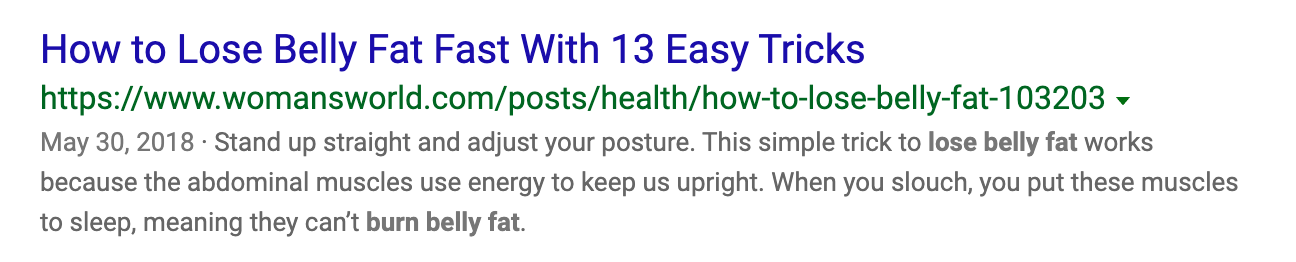 How to Lose Belly Fat Fast With 13 Easy Tricks
https://www.womansworld.com/posts/health/how-to-lose-belly-fat-103203
May 30, 2018 · Stand up straight and adjust your posture. This simple trick to lose belly fat works
because the abdominal muscles use energy to keep us upright. When you slouch, you put these muscles
to sleep, meaning they can’t burn belly fat.